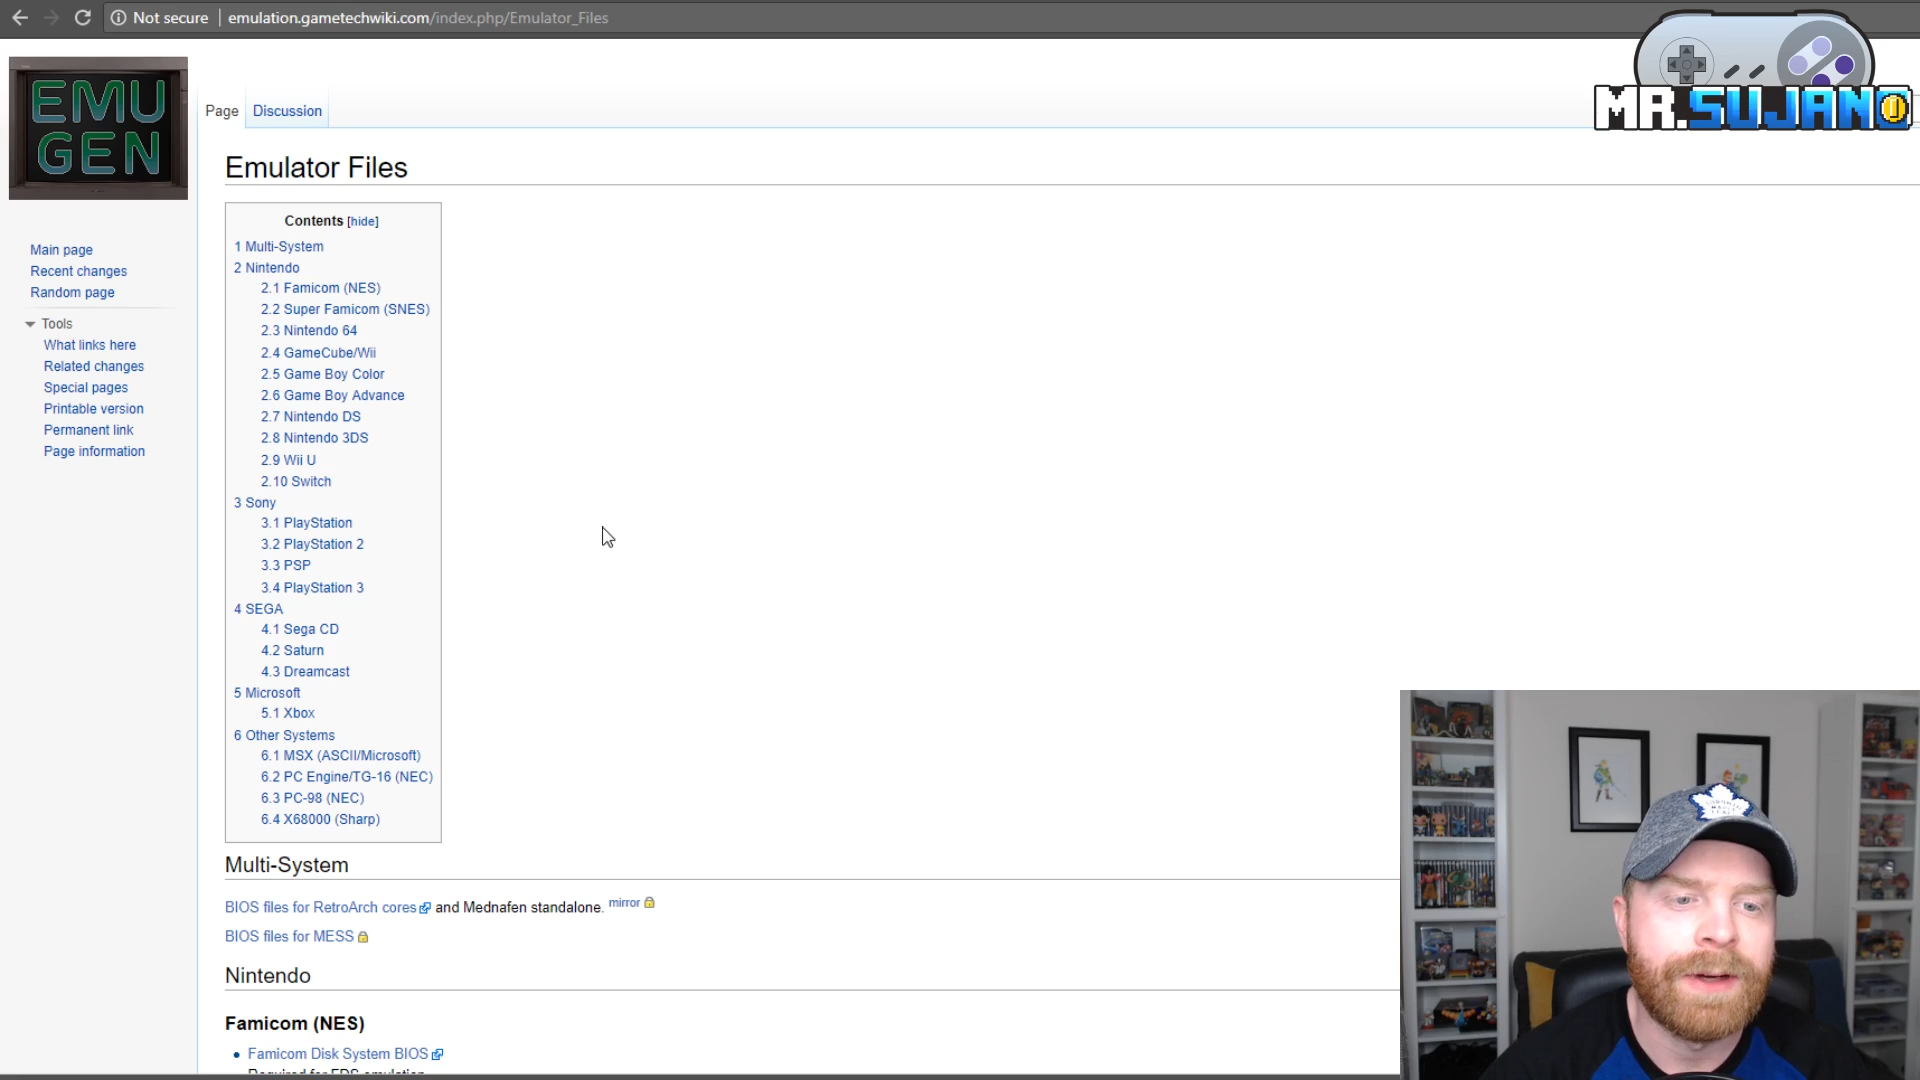 Not secure
emulation.gametechwiki.com/index.php/Emulator_Files
MR.SUJANO
EMU
GEN
Page
Discussion
Emulator Files
Contents [hide]
1 Multi-System
2 Nintendo
2.1 Famicom (NES)
2.2 Super Famicom (SNES)
2.3 Nintendo 64
2.4 GameCube/Wii
2.5 Game Boy Color
2.6 Game Boy Advance
2.7 Nintendo DS
2.8 Nintendo 3DS
2.9 Wii U
2.10 Switch
3 Sony
3.1 PlayStation
3.2 PlayStation 2
3.3 PSP
3.4 PlayStation 3
4 SEGA
4.1 Sega CD
4.2 Saturn
4.3 Dreamcast
5 Microsoft
5.1 Xbox
6 Other Systems
6.1 MSX (ASCII/Microsoft)
6.2 PC Engine/TG-16 (NEC)
6.3 PC-98 (NEC)
6.4 X68000 (Sharp)
Main page
Recent changes
Random page
Tools
What links here
Related changes
Special pages
Printable version
Permanent link
Page information
Multi-System
BIOS files for RetroArch cores and Mednafen standalone. mirror
BIOS files for MESS
Nintendo
Famicom (NES)
Famicom Disk System BIOS
Required for FDS emulation